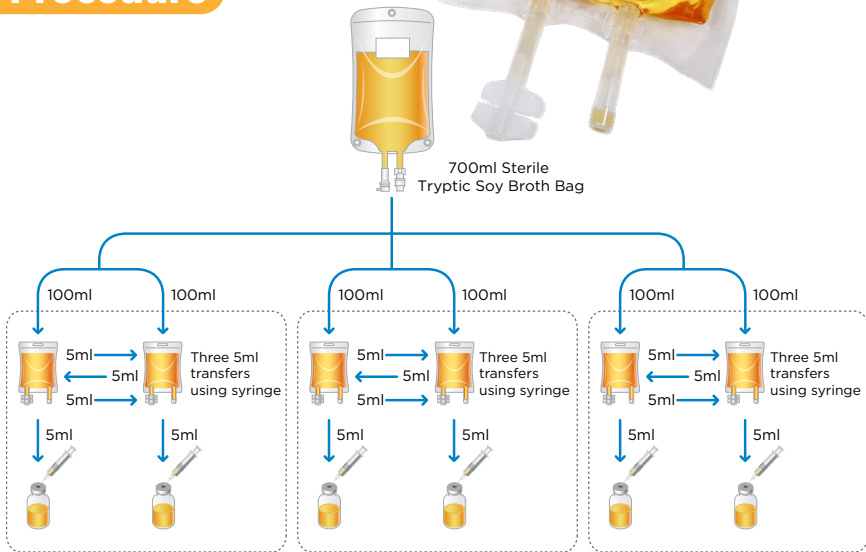 Procedure
700ml Sterile
Tryptic Soy Broth Bag
100ml
100ml
100ml
100ml
100ml
100ml
5ml
5ml
5ml
Three 5ml
transfers
using syringe
5ml
5ml
5ml
5ml
5ml
Three 5ml
transfers
using syringe
5ml
5ml
5ml
5ml
5ml
Three 5ml
transfers
using syringe
5ml
5ml